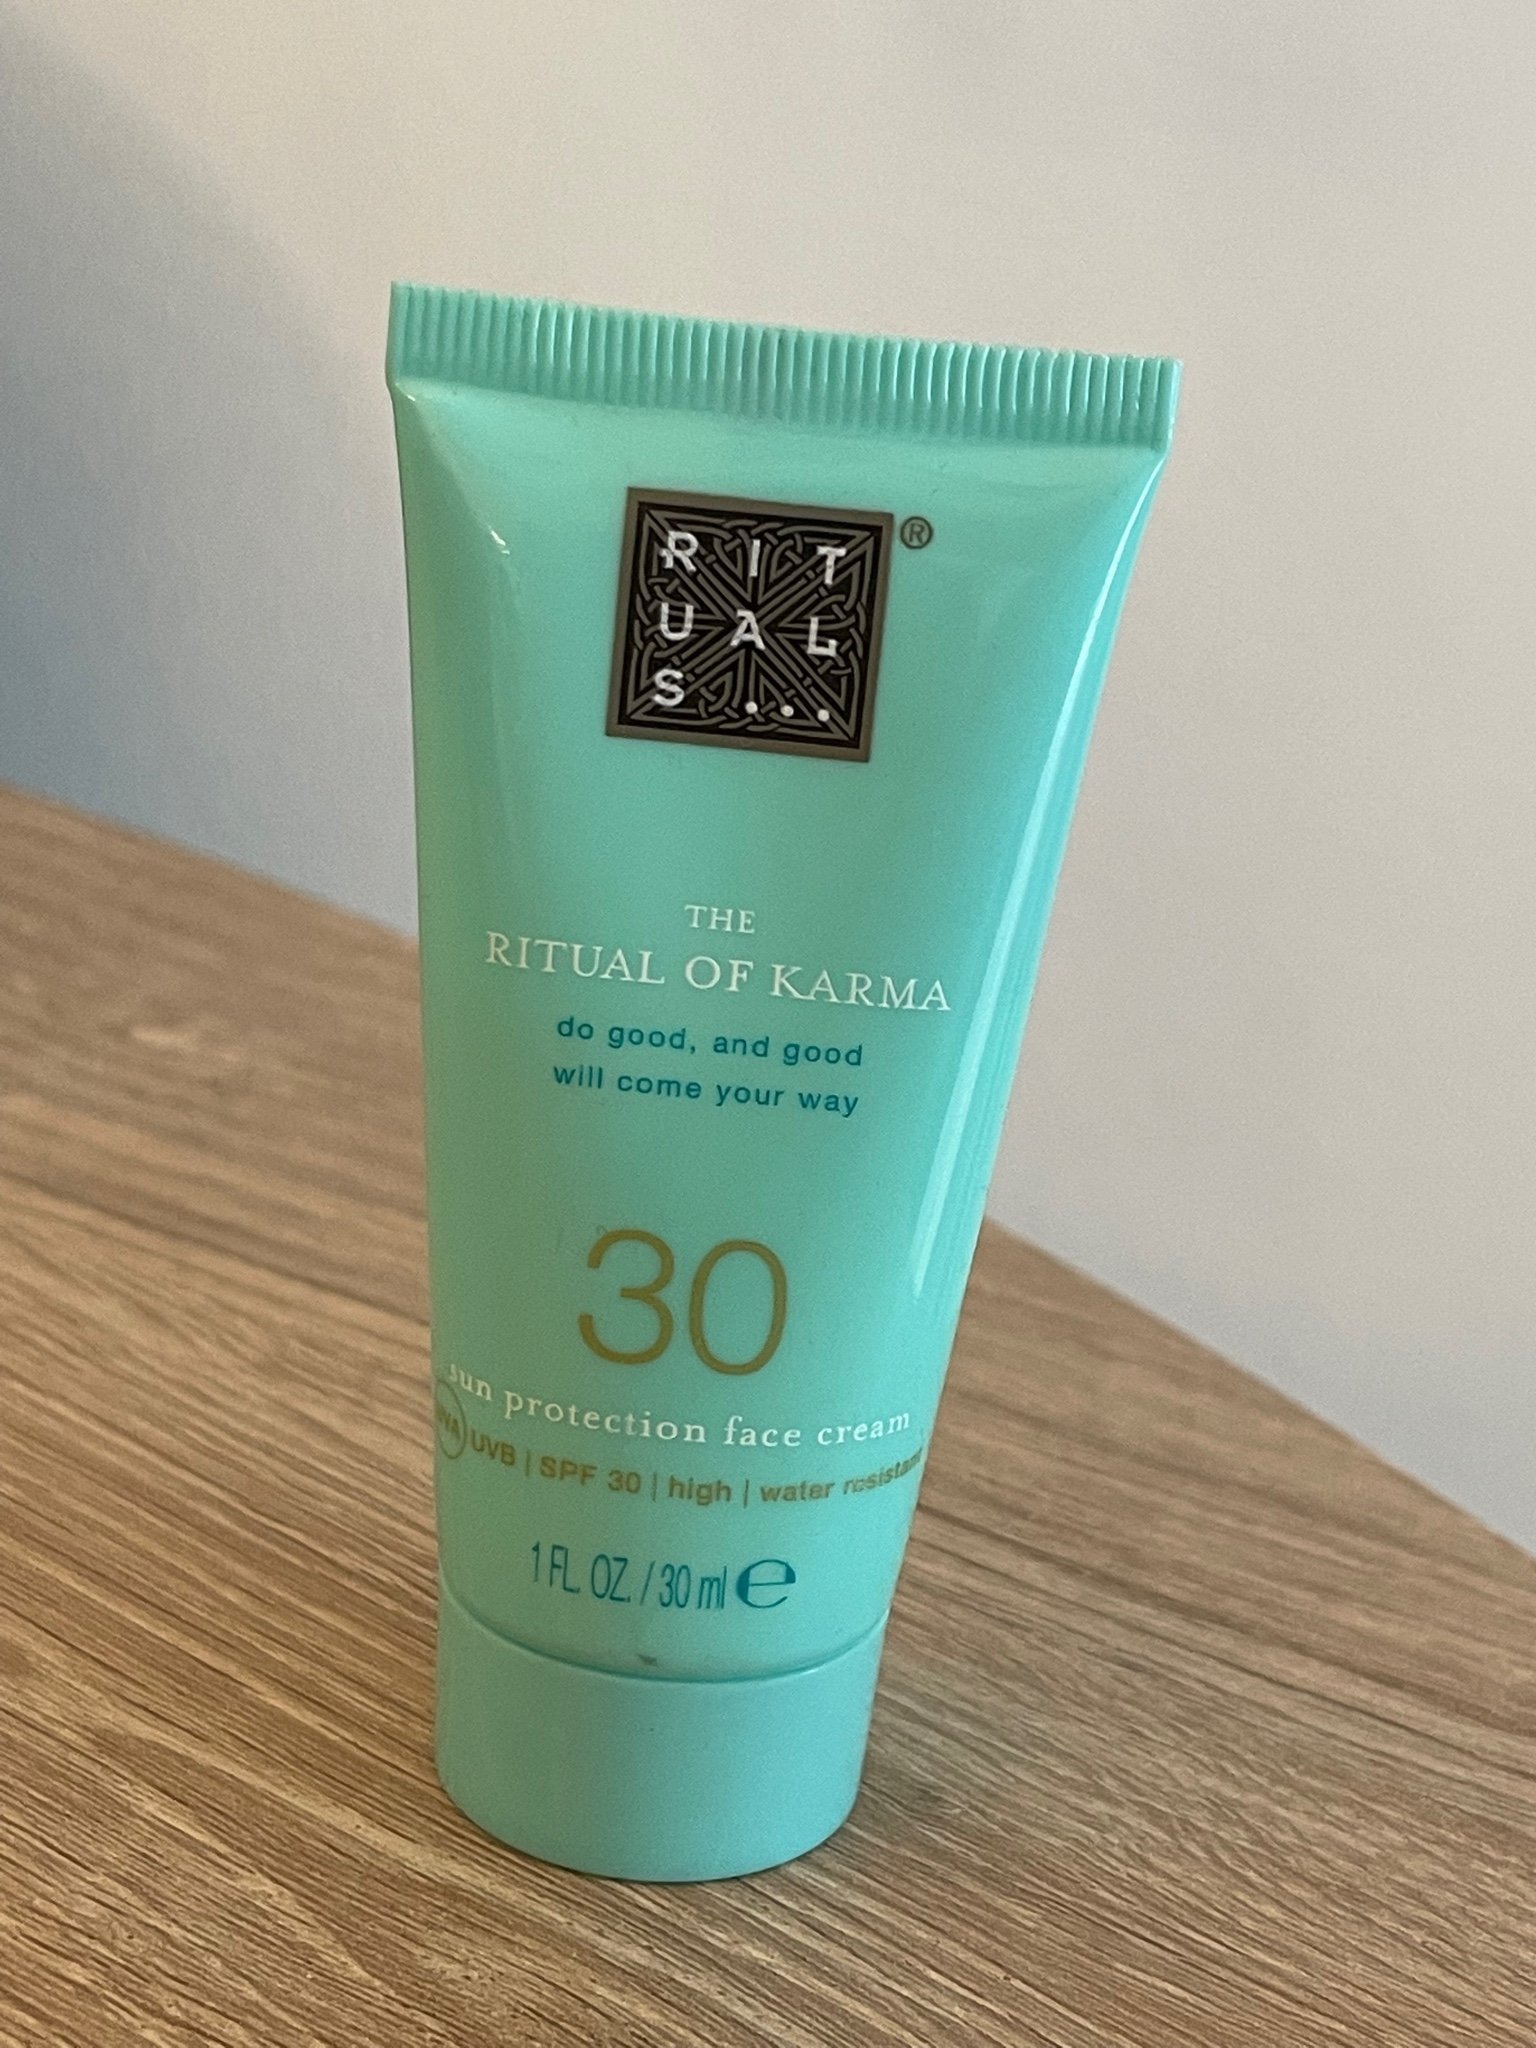 RIT
UAL
S...
®
THE
RITUAL OF KARMA
do good, and good
will come your way
30
sun protection face cream
UVA UVB | SPF 30 | high | water resistant
1 FL. OZ. / 30 ml ℮